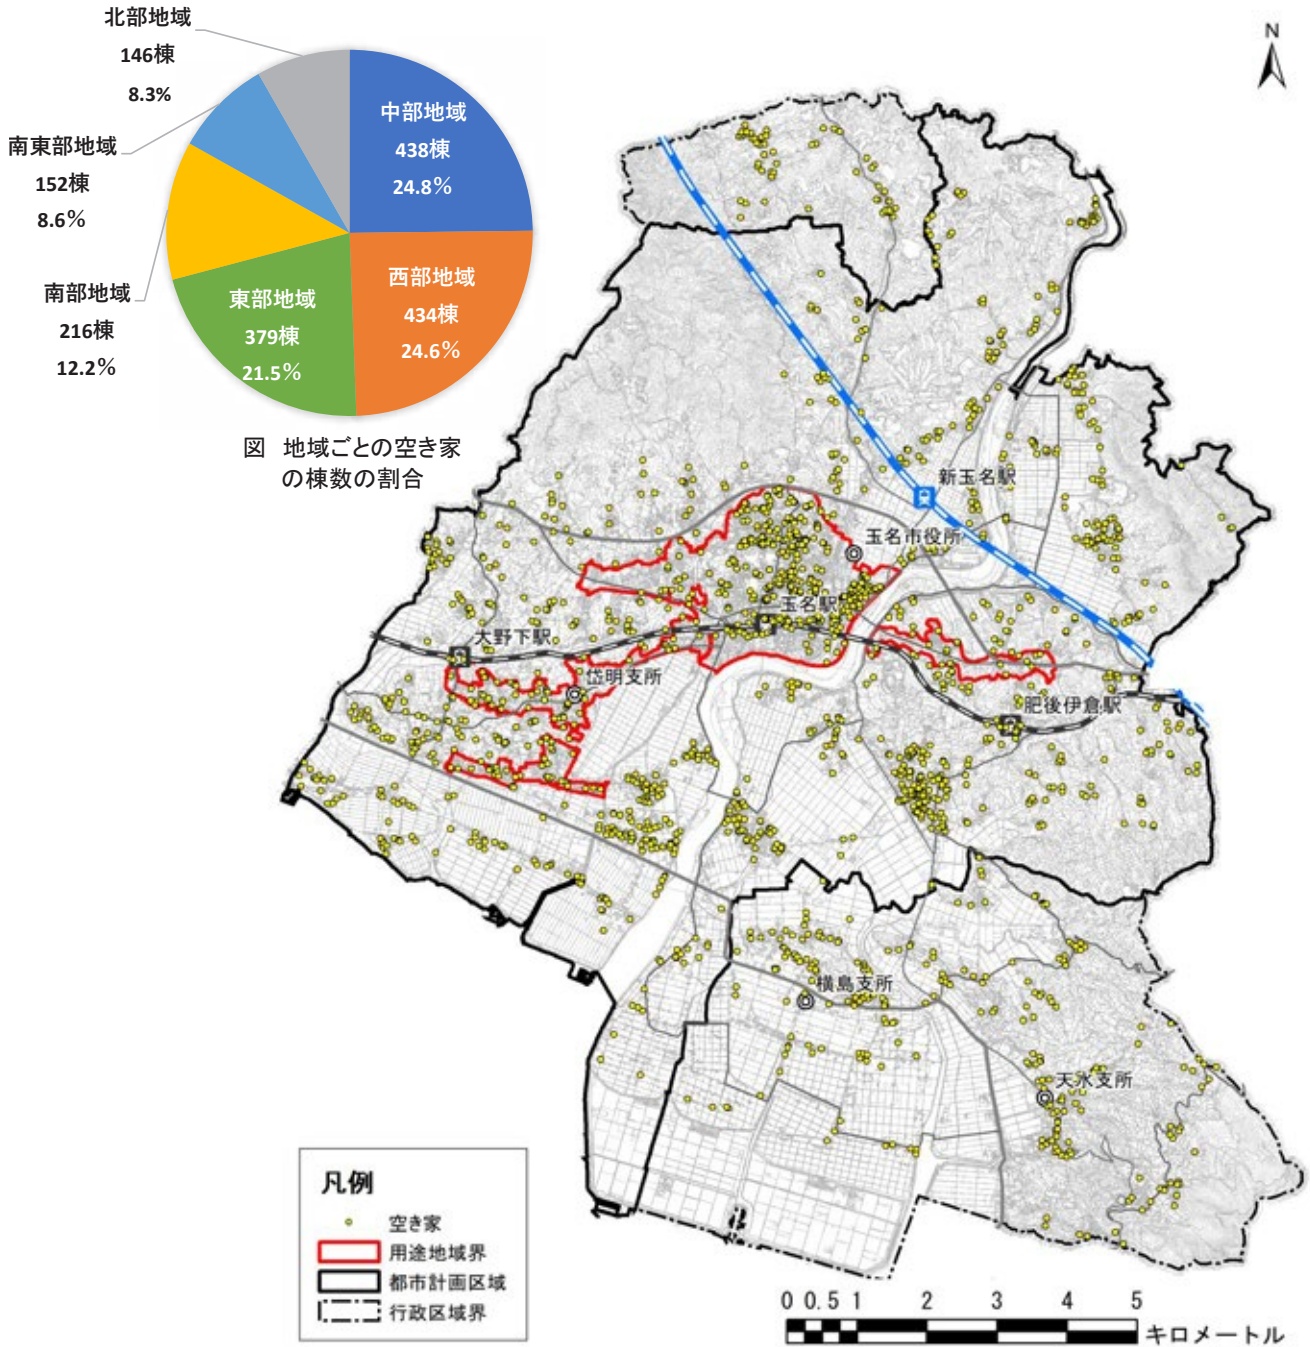 北部地域
146棟
8.3%
南東部地域
152棟
8.6%
南部地域
216棟
12.2%
中部地域
438棟
24.8%
西部地域
434棟
24.6%
東部地域
379棟
21.5%
図 地域ごとの空き家
の棟数の割合
N
新玉名駅
玉名市役所
玉名駅
大野下駅
岱明支所
肥後伊倉駅
横島支所
天水支所
凡例
空き家
用途地域界
都市計画区域
行政区域界
0 0.5 1 2 3 4 5
キロメートル